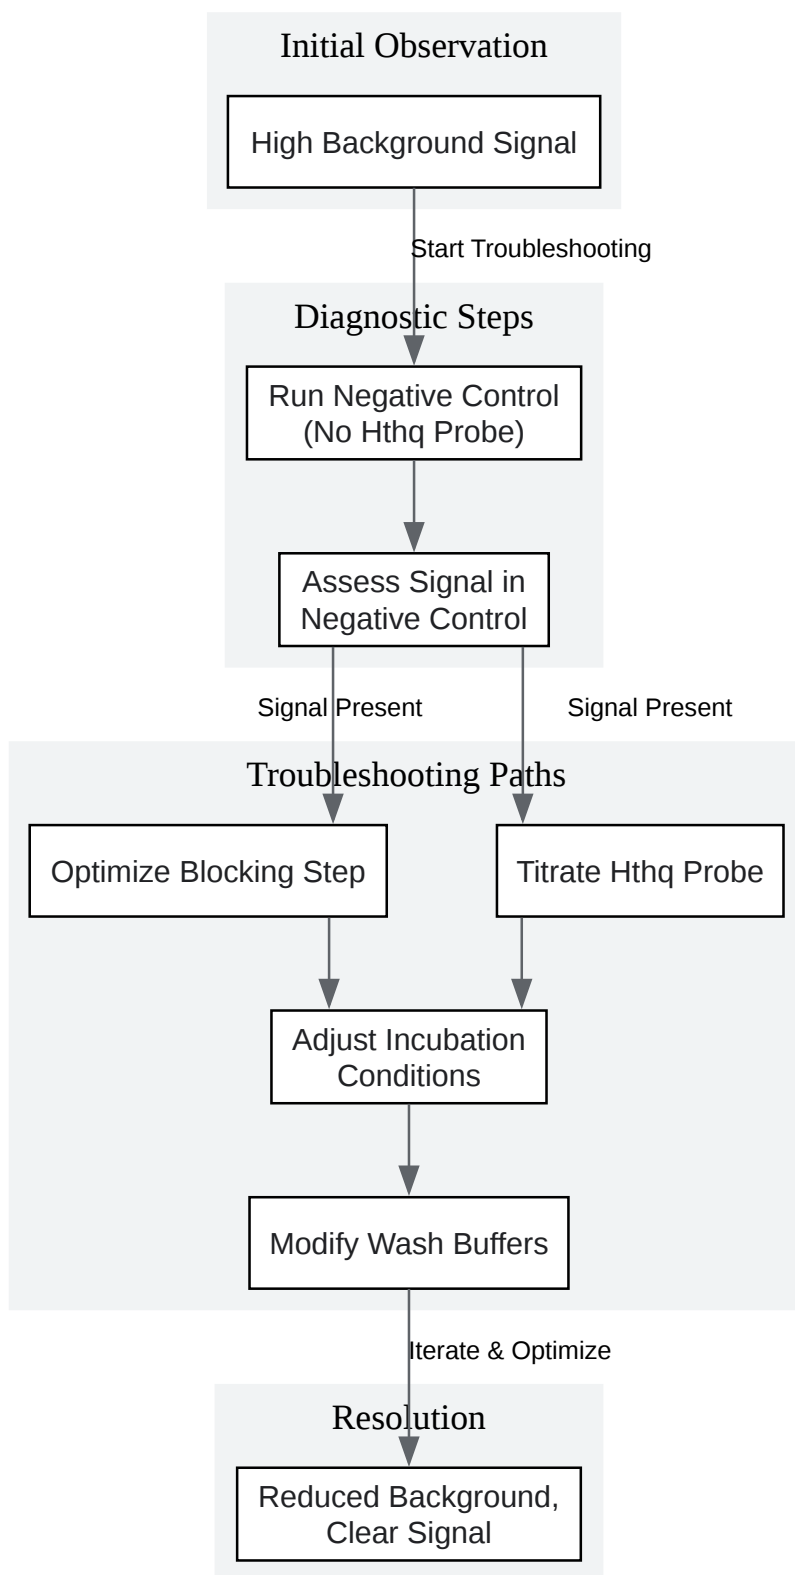 Initial Observation
High Background Signal
Start Troubleshooting
Diagnostic Steps
Run Negative Control
(No Hthq Probe)
Assess Signal in
Negative Control
Signal Present
Signal Present
Troubleshooting Paths
Optimize Blocking Step
Titrate Hthq Probe
Adjust Incubation
Conditions
Modify Wash Buffers
Iterate & Optimize
Resolution
Reduced Background,
Clear Signal